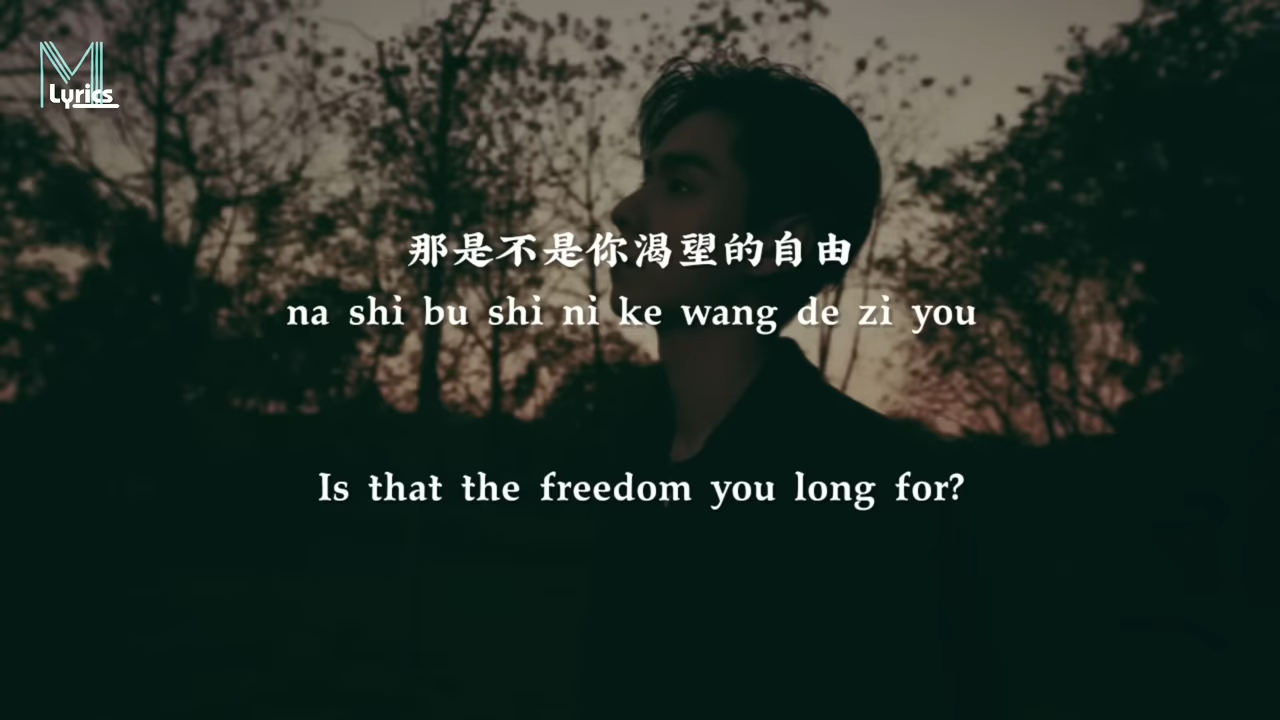 ML
Lyrics
那是不是你渴望的自由
na shi bu shi ni ke wang de zi you
Is that the freedom you long for?